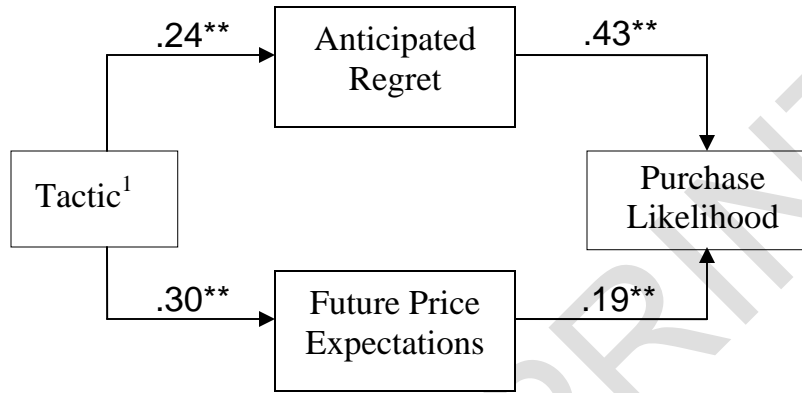 .24**
Anticipated
Regret
.43**
Tactic¹
Purchase
Likelihood
.30**
Future Price
Expectations
.19**